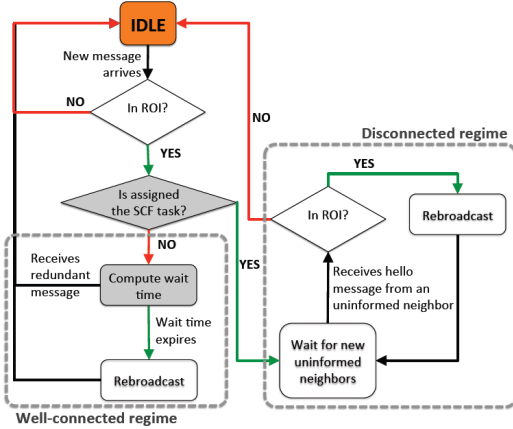 IDLE
New message
arrives
NO
In ROI?
YES
Is assigned
the SCF task?
NO
YES
Receives
redundant
message
Compute wait
time
Wait time
expires
Rebroadcast
Well-connected regime
NO
Disconnected regime
YES
In ROI?
Rebroadcast
Receives hello
message from an
uninformed neighbor
Wait for new
uninformed
neighbors